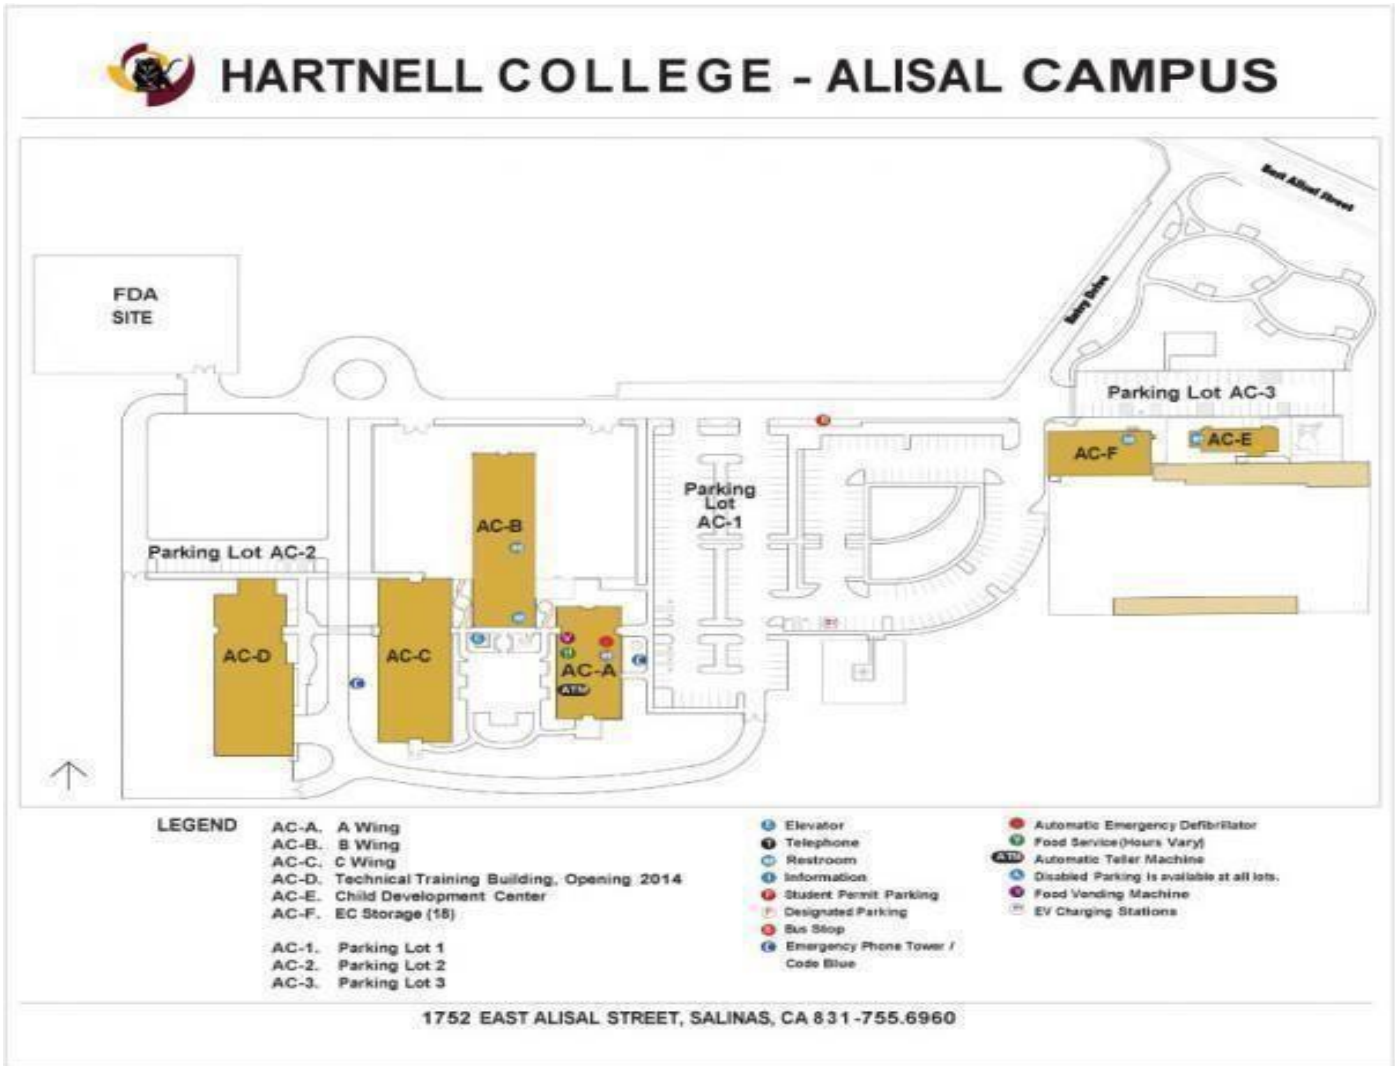 HARTNELL COLLEGE - ALISAL CAMPUS
East Alisal Street
FDA
SITE
Entry Drive
Parking Lot AC-3
AC-E
AC-F
Parking
Lot
AC-1
AC-B
Parking Lot AC-2
AC-D
AC-C
AC-A
ATM
LEGEND
AC-A. A Wing
AC-B. B Wing
AC-C. C Wing
AC-D. Technical Training Building, Opening 2014
AC-E. Child Development Center
AC-F. EC Storage (18)
AC-1. Parking Lot 1
AC-2. Parking Lot 2
AC-3. Parking Lot 3
Elevator
Telephone
Restroom
Information
Student Permit Parking
Designated Parking
Bus Stop
Emergency Phone Tower /
Code Blue
Automatic Emergency Defibrillator
Food Service (Hours Vary)
ATM Automatic Teller Machine
Disabled Parking is available at all lots.
Food Vending Machine
EV Charging Stations
1752 EAST ALISAL STREET, SALINAS, CA 831-755.6960